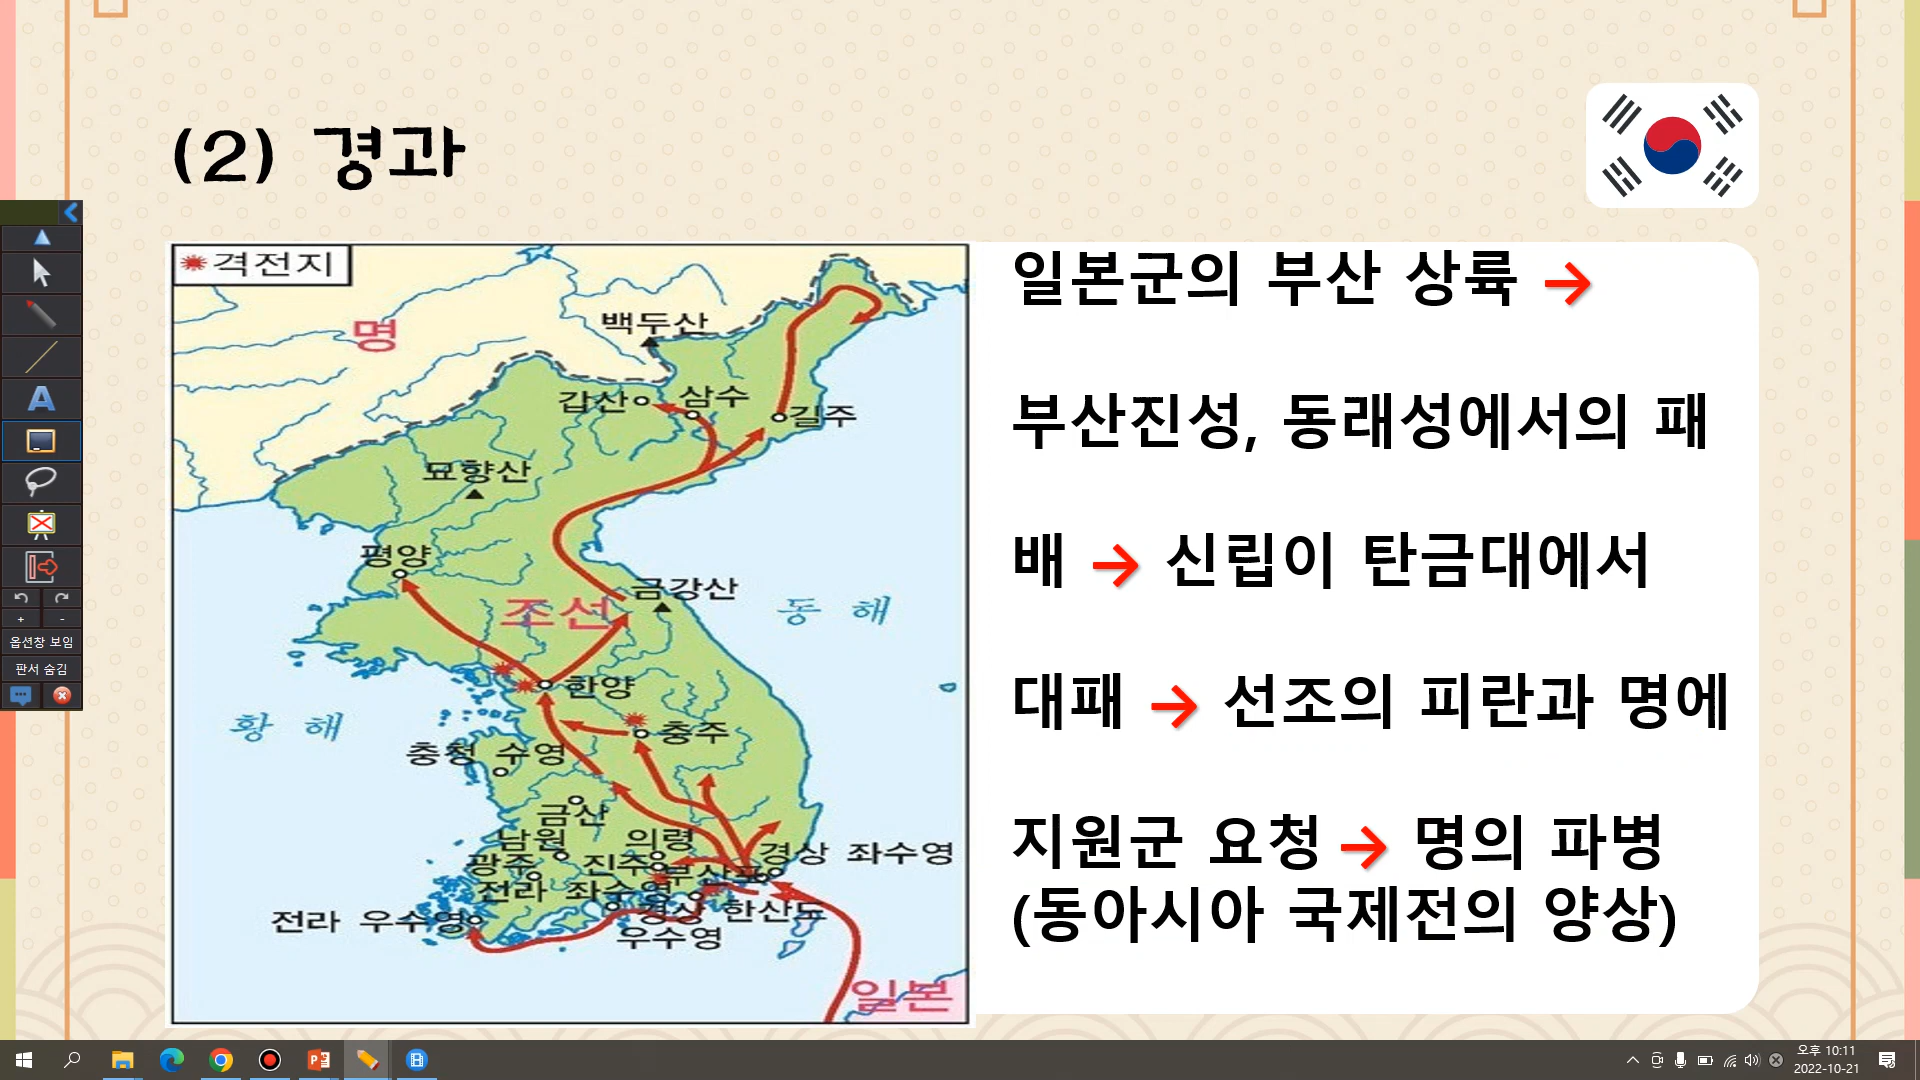 (2) 경과
격전지
명
백두산
갑산
삼수
길주
묘향산
평양
금강산
조선
동 해
한양
황 해
충주
충청 수영
금산
남원
의령
광주
진주
부산포
경상 좌수영
전라 좌수영
경상 우수영
한산도
전라 우수영
일본
일본군의 부산 상륙 →
부산진성, 동래성에서의 패
배 → 신립이 탄금대에서
대패 → 선조의 피란과 명에
지원군 요청 → 명의 파병
(동아시아 국제전의 양상)
A
+ -
옵션창 보임
판서 숨김
오후 10:11
2022-10-21